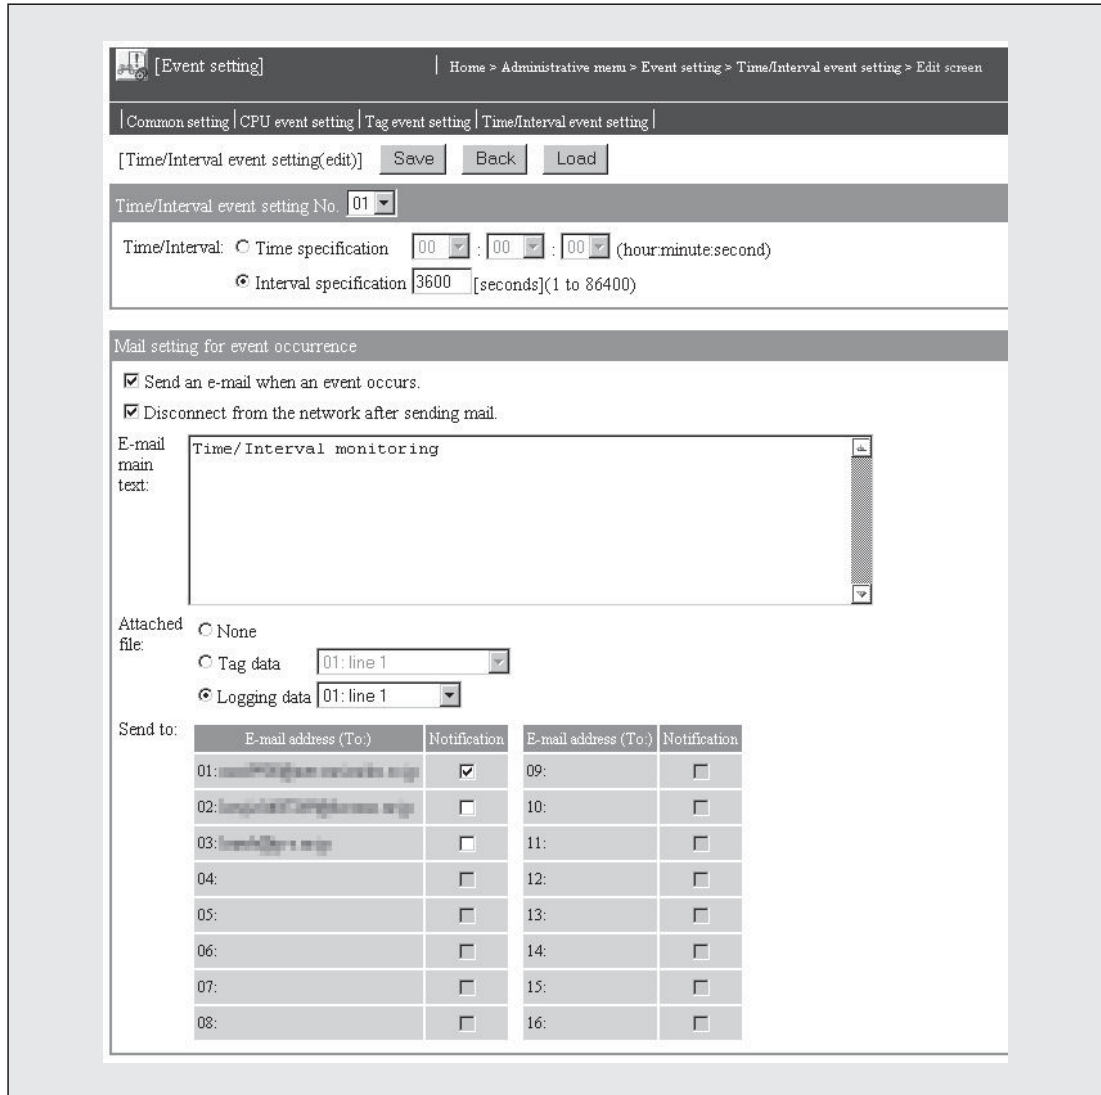 [Event setting]
Home > Administrative menu > Event setting > Time/Interval event setting > Edit screen
Common setting | CPU event setting | Tag event setting | Time/Interval event setting |
[Time/Interval event setting(edit)] Save Back Load
Time/Interval event setting No. 01
Time/Interval: Time specification 00 : 00 : 00 (hour:minute:second)
Interval specification 3600 [seconds](1 to 86400)
Mail setting for event occurrence
Send an e-mail when an event occurs.
Disconnect from the network after sending mail.
E-mail main text:
Time/Interval monitoring
Attached file:
None
Tag data 01: line 1
Logging data 01: line 1
Send to:
E-mail address (To:) Notification E-mail address (To:) Notification
01: 09:
02: 10:
03: 11:
04: 12:
05: 13:
06: 14:
07: 15:
08: 16: